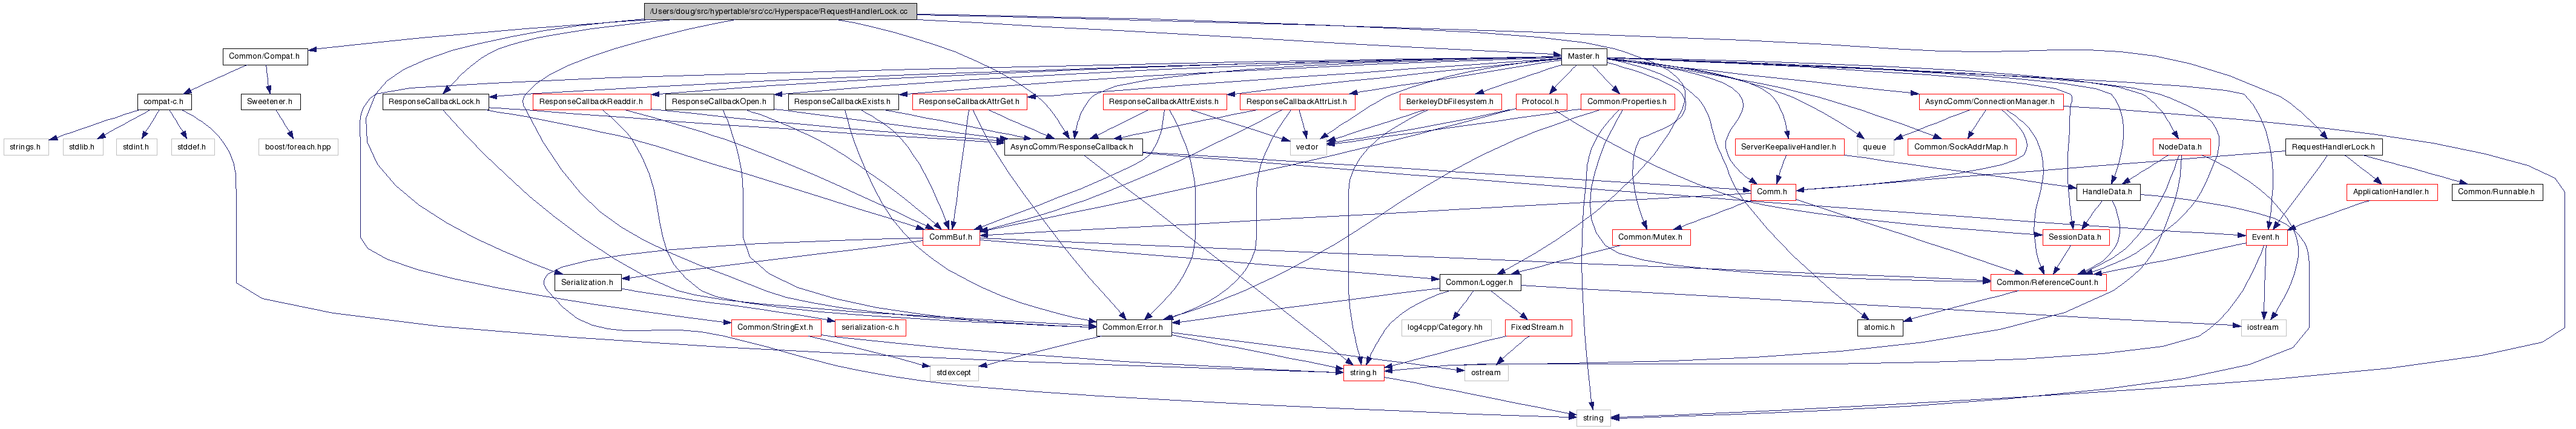 /Users/doug/src/hypertable/src/cc/Hyperspace/RequestHandlerLock.cc
Common/Compat.h
Master.h
compat-c.h
Sweetener.h
ResponseCallbackLock.h
ResponseCallbackReaddir.h
ResponseCallbackOpen.h
ResponseCallbackExists.h
ResponseCallbackAttrGet.h
ResponseCallbackAttrExists.h
ResponseCallbackAttrList.h
BerkeleyDbFilesystem.h
Protocol.h
Common/Properties.h
AsyncComm/ConnectionManager.h
strings.h
stdlib.h
stdint.h
stddef.h
boost/foreach.hpp
AsyncComm/ResponseCallback.h
vector
ServerKeepaliveHandler.h
queue
Common/SockAddrMap.h
NodeData.h
RequestHandlerLock.h
Comm.h
HandleData.h
ApplicationHandler.h
Common/Runnable.h
CommBuf.h
Common/Mutex.h
SessionData.h
Event.h
Serialization.h
Common/Logger.h
Common/ReferenceCount.h
Common/StringExt.h
serialization-c.h
Common/Error.h
log4cpp/Category.hh
FixedStream.h
atomic.h
iostream
stdexcept
string.h
ostream
string